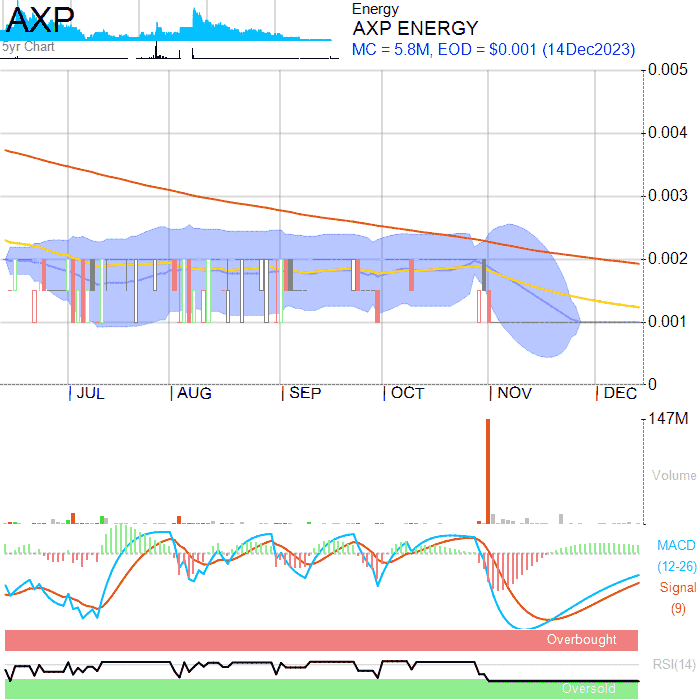 AXP
5yr Chart
Energy
AXP ENERGY
MC = 5.8M, EOD = $0.001 (14Dec2023)
0.005
0.004
0.003
0.002
0.001
0
JUL AUG SEP OCT NOV DEC
147M
Volume
MACD
(12-26)
Signal
(9)
Overbought
RSI(14)
Oversold